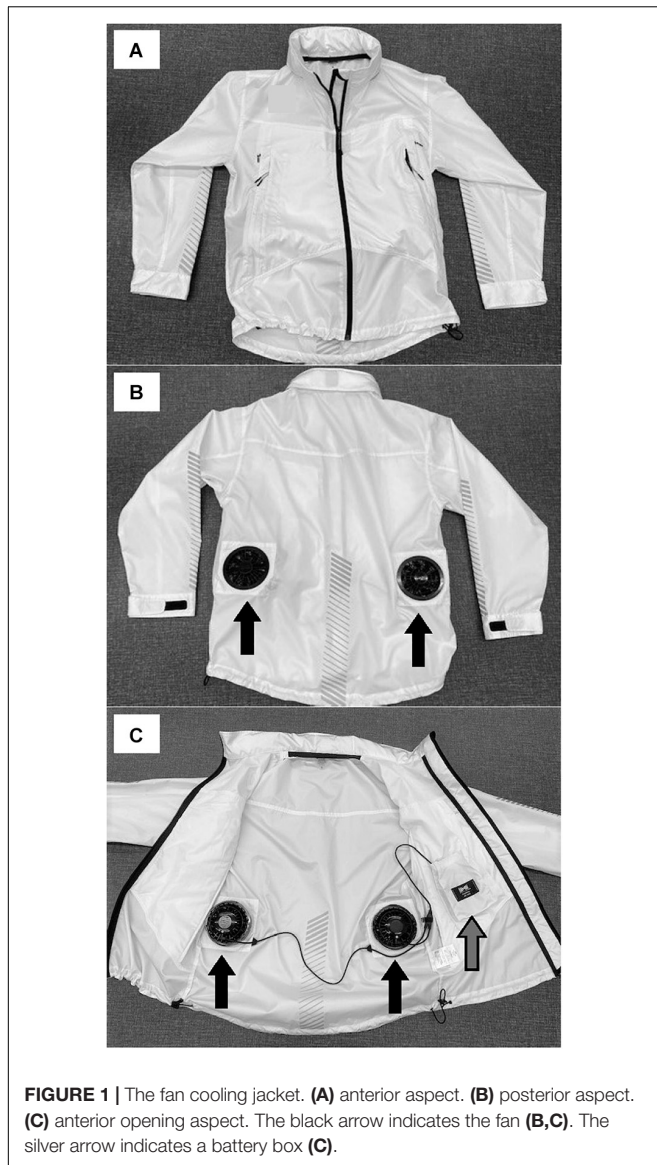 A
B
C
FIGURE 1 | The fan cooling jacket. (A) anterior aspect. (B) posterior aspect.
(C) anterior opening aspect. The black arrow indicates the fan (B,C). The
silver arrow indicates a battery box (C).